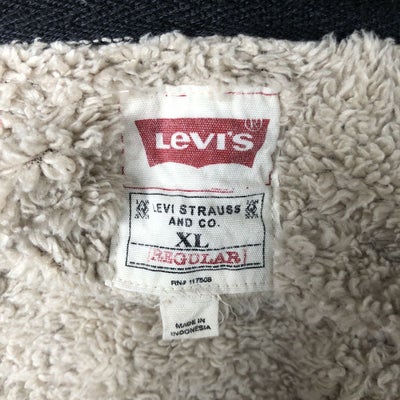 LEVI'S ®
LEVI STRAUSS
AND CO.
XL
REGULAR
RN# 117508
MADE IN
INDONESIA